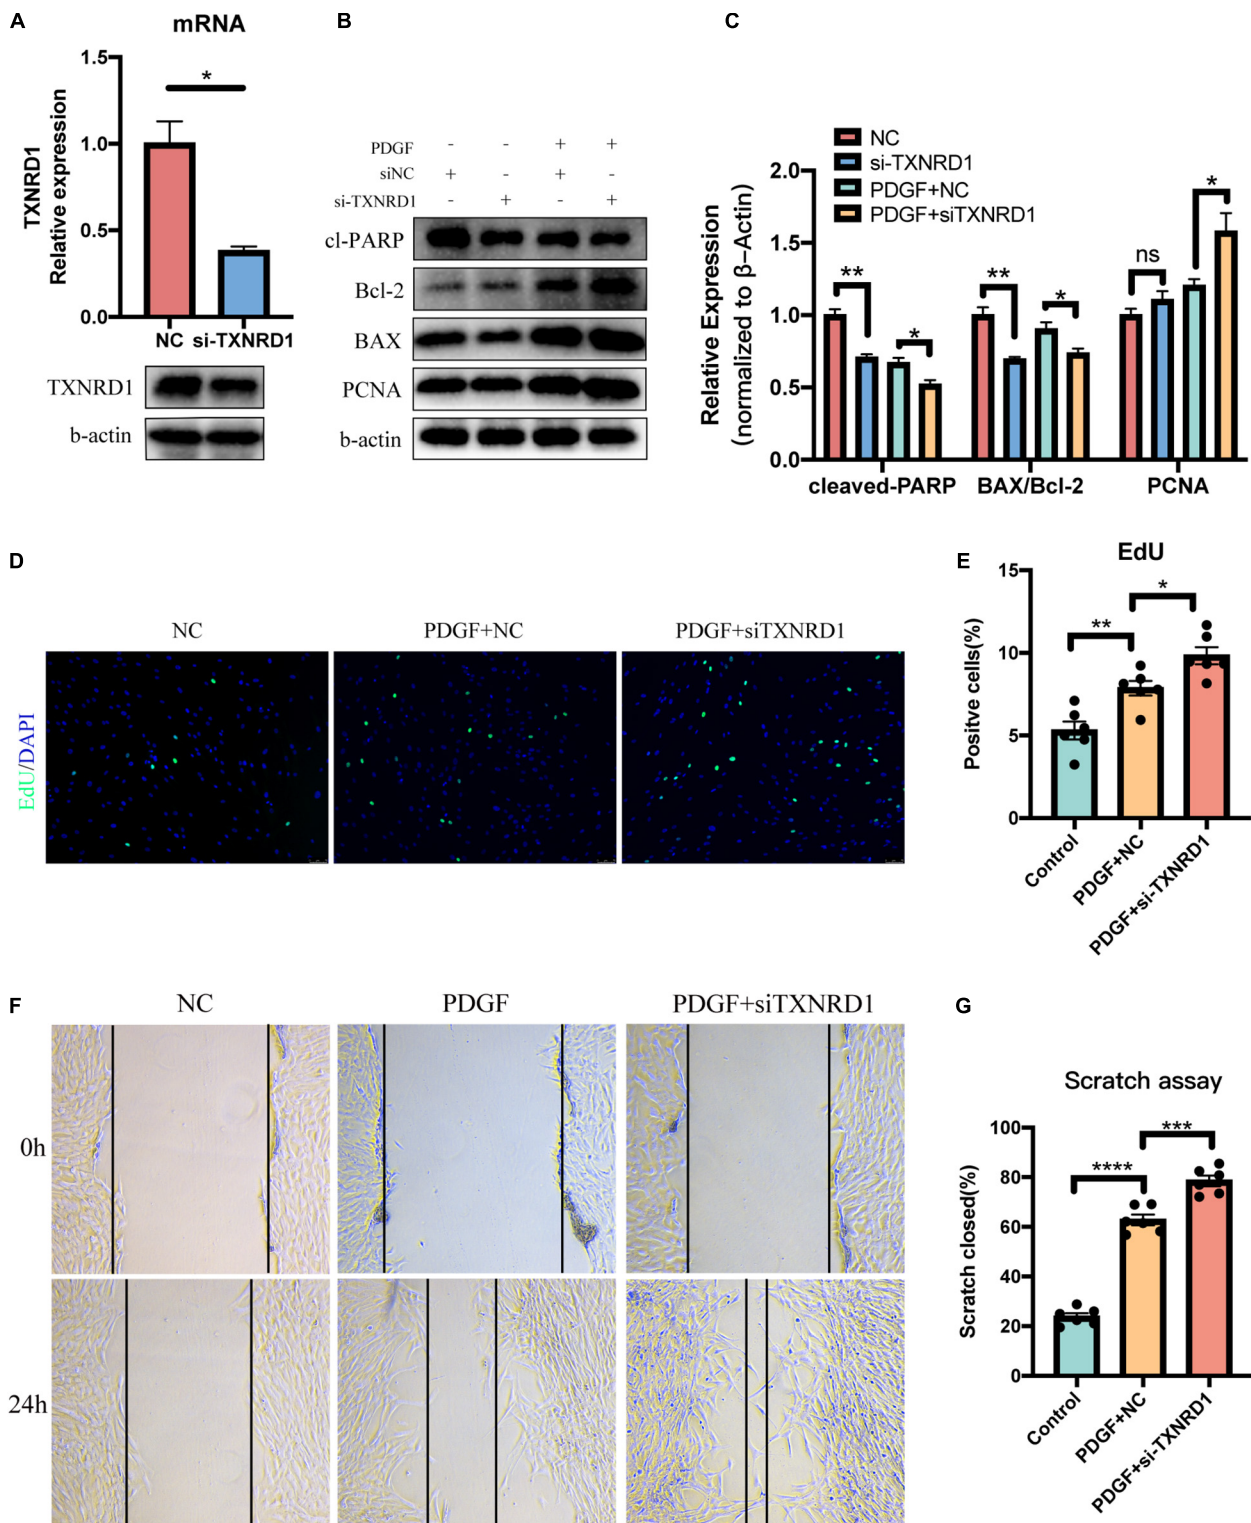 A
mRNA
TXNRD1
Relative expression
1.5
1.0
0.5
0.0
*
NC si-TXNRD1
TXNRD1
b-actin
B
PDGF - - + +
siNC + - + -
si-TXNRD1 - + - +
cl-PARP
Bcl-2
BAX
PCNA
b-actin
C
NC
si-TXNRD1
PDGF+NC
PDGF+siTXNRD1
Relative Expression
(normalized to β-Actin)
2.0
1.5
1.0
0.5
0.0
** * ** * ns *
cleaved-PARP BAX/Bcl-2 PCNA
D
NC PDGF+NC PDGF+siTXNRD1
EdU/DAPI
E
EdU
Positve cells(%)
15
10
5
0
** *
Control PDGF+NC PDGF+si-TXNRD1
F
NC PDGF PDGF+siTXNRD1
0h
24h
G
Scratch assay
Scratch closed(%)
100
80
60
40
20
0
**** ***
Control PDGF+NC PDGF+si-TXNRD1